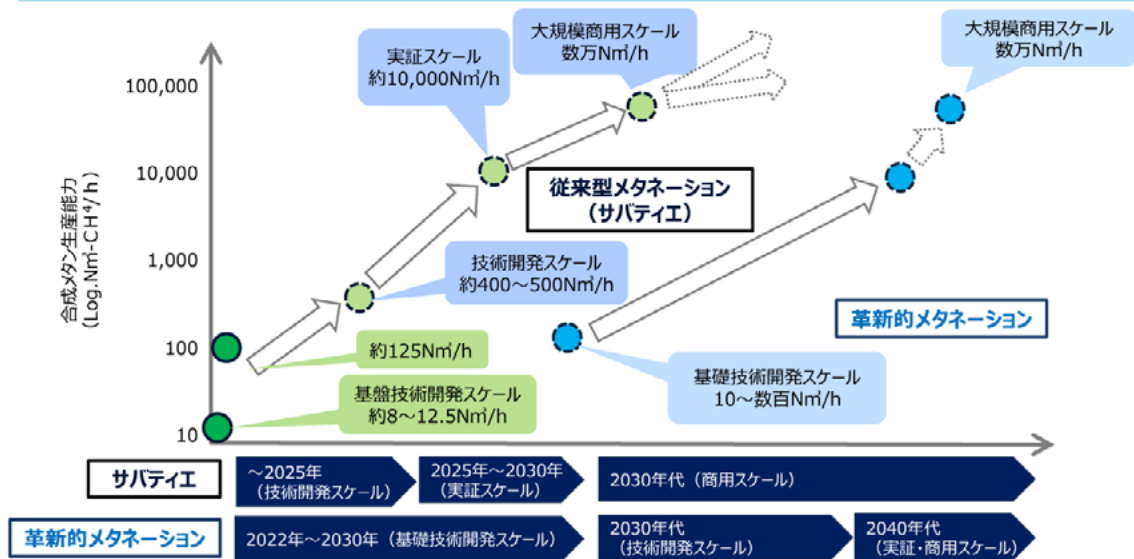 大規模商用スケール
数万N㎥/h
大規模商用スケール
数万N㎥/h
実証スケール
約10,000N㎥/h
合成メタン生産能力
(Log.N㎥-CH⁴/h)
100,000
10,000
1,000
100
10
従来型メタネーション
(サバティエ)
技術開発スケール
約400~500N㎥/h
革新的メタネーション
約125N㎥/h
基盤技術開発スケール
約8~12.5N㎥/h
基礎技術開発スケール
10~数百N㎥/h
サバティエ
~2025年
(技術開発スケール)
2025年~2030年
(実証スケール)
2030年代(商用スケール)
革新的メタネーション
2022年~2030年(基礎技術開発スケール)
2030年代
(技術開発スケール)
2040年代
(実証・商用スケール)